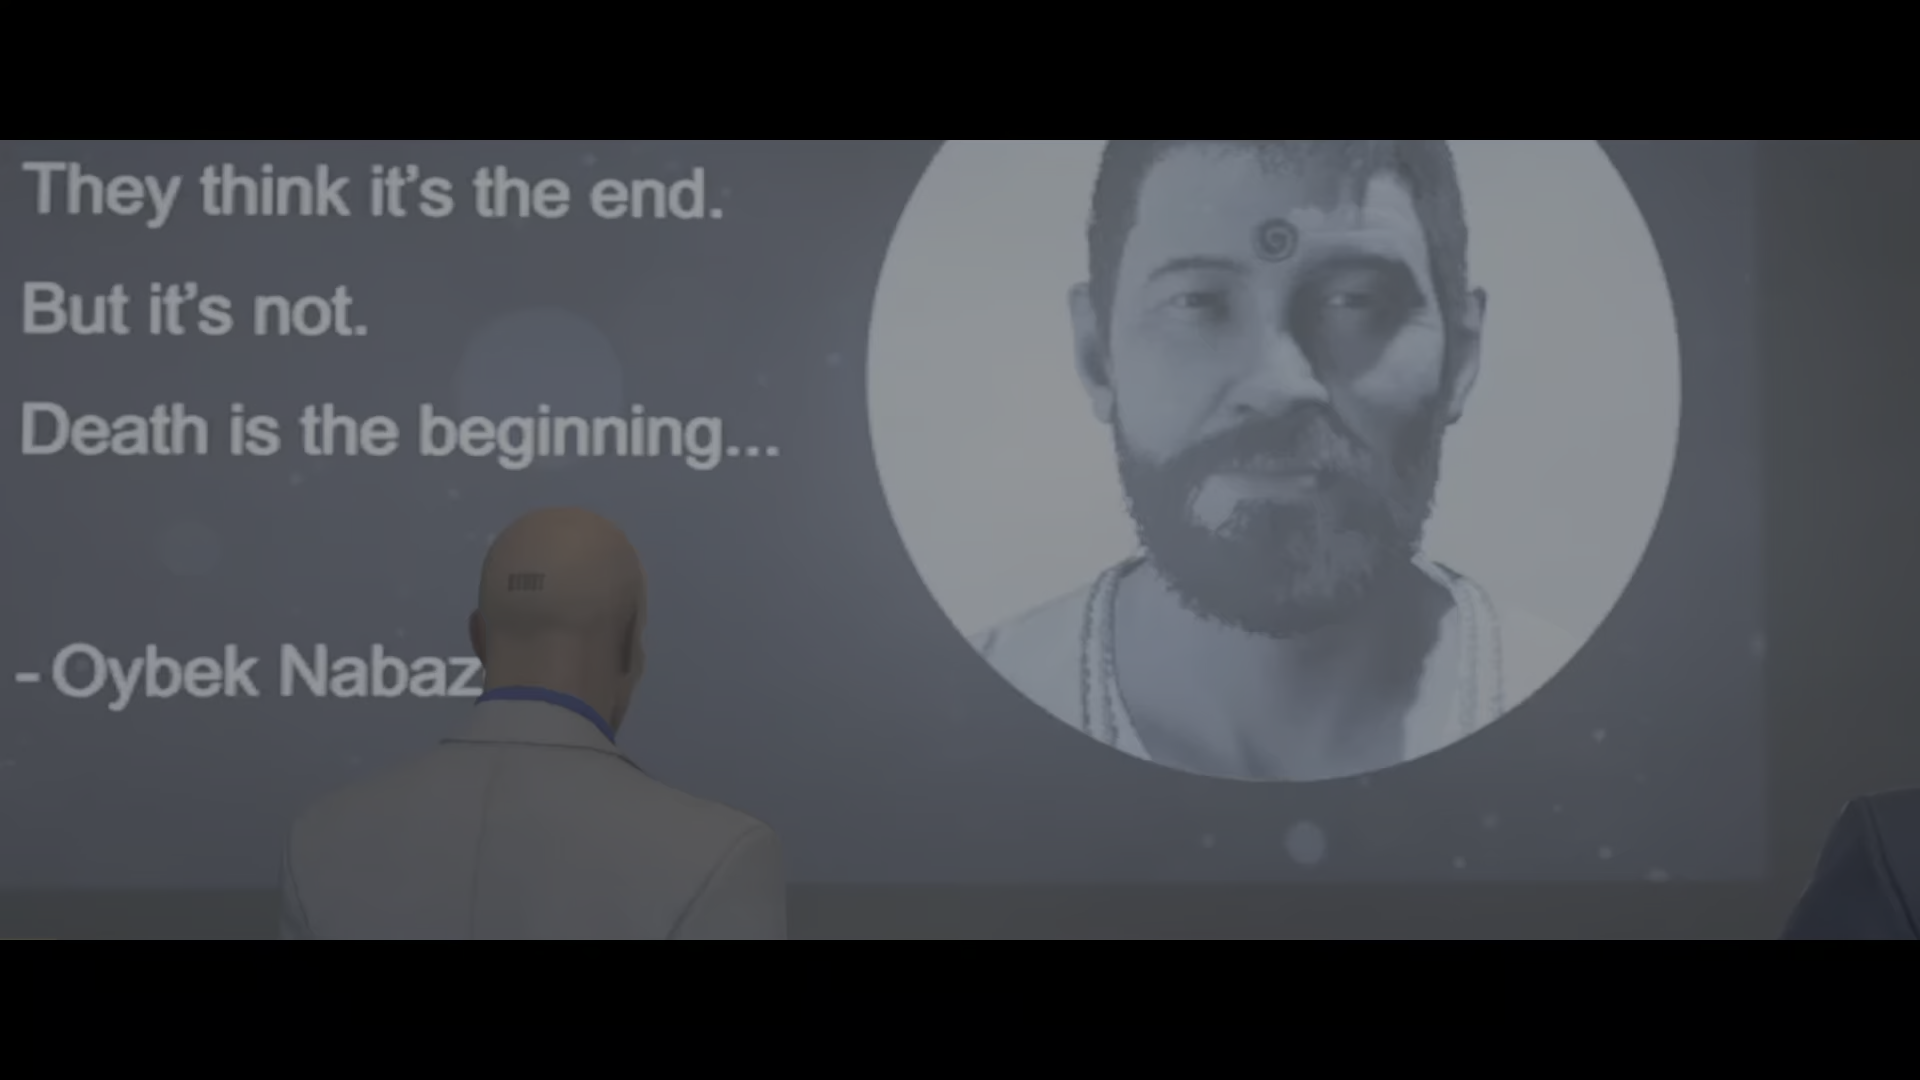 They think it's the end.
But it's not.
Death is the beginning...
- Oybek Nabaz